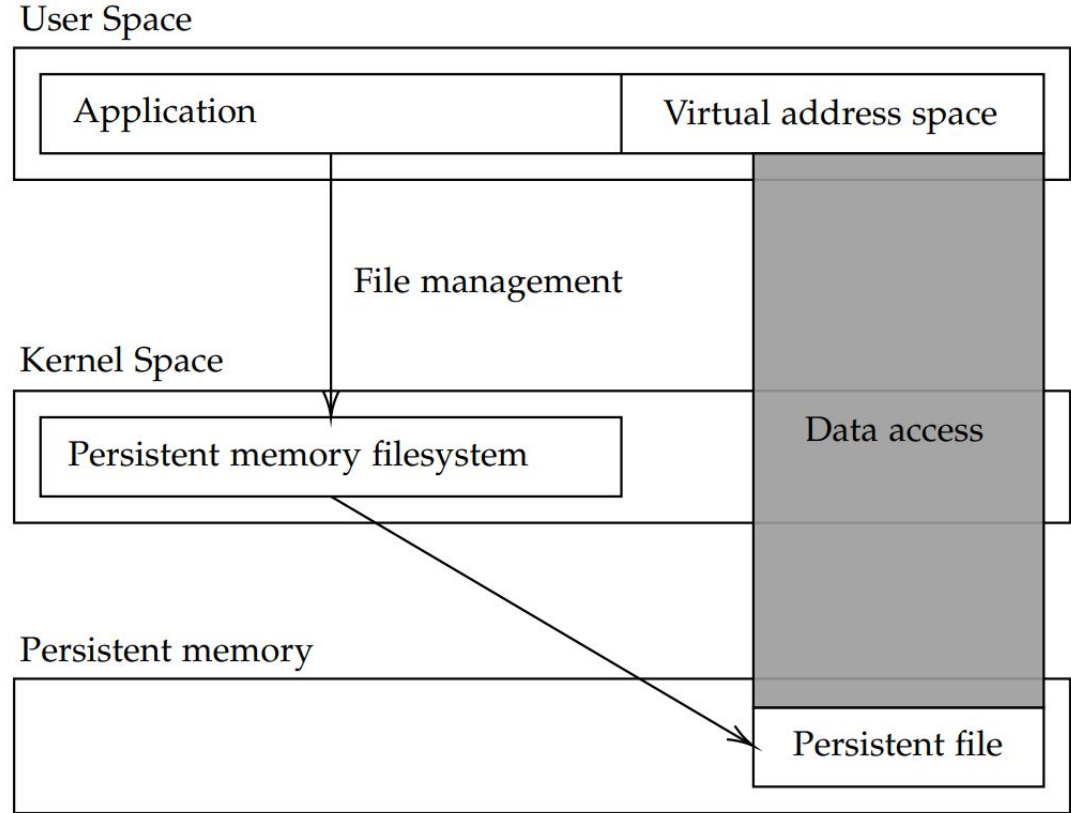 User Space
Application
Virtual address space
File management
Kernel Space
Persistent memory filesystem
Data access
Persistent memory
Persistent file